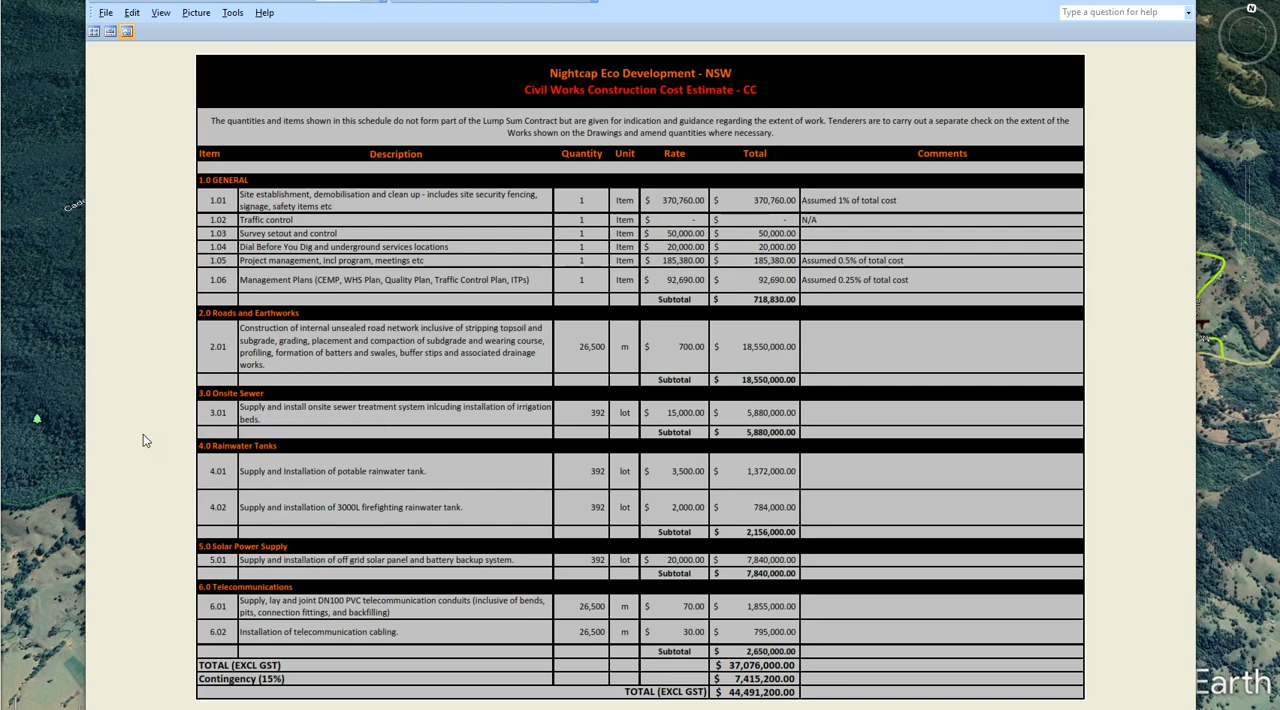 File Edit View Picture Tools Help
Type a question for help
N
Nightcap Eco Development - NSW
Civil Works Construction Cost Estimate - CC
The quantities and items shown in this schedule do not form part of the Lump Sum Contract but are given for indication and guidance regarding the extent of work. Tenderers are to carry out a separate check on the extent of the
Works shown on the Drawings and amend quantities where necessary.
Item Description Quantity Unit Rate Total Comments
1.0 GENERAL
1.01 Site establishment, demobilisation and clean up - includes site security fencing,
signage, safety items etc 1 Item $ 370,760.00 $ 370,760.00 Assumed 1% of total cost
1.02 Traffic control 1 Item $ - $ - N/A
1.03 Survey setout and control 1 Item $ 50,000.00 $ 50,000.00
1.04 Dial Before You Dig and underground services locations 1 Item $ 20,000.00 $ 20,000.00
1.05 Project management, incl program, meetings etc 1 Item $ 185,380.00 $ 185,380.00 Assumed 0.5% of total cost
1.06 Management Plans (CEMP, WHS Plan, Quality Plan, Traffic Control Plan, ITPs) 1 Item $ 92,690.00 $ 92,690.00 Assumed 0.25% of total cost
Subtotal $ 718,830.00
2.0 Roads and Earthworks
Construction of internal unsealed road network inclusive of stripping topsoil and
subgrade, grading, placement and compaction of subdgrade and wearing course,
2.01 profiling, formation of batters and swales, buffer stips and associated drainage
works. 26,500 m $ 700.00 $ 18,550,000.00
Subtotal $ 18,550,000.00
3.0 Onsite Sewer
3.01 Supply and install onsite sewer treatment system inlcuding installation of irrigation
beds. 392 lot $ 15,000.00 $ 5,880,000.00
Subtotal $ 5,880,000.00
4.0 Rainwater Tanks
4.01 Supply and Installation of potable rainwater tank. 392 lot $ 3,500.00 $ 1,372,000.00
4.02 Supply and installation of 3000L firefighting rainwater tank. 392 lot $ 2,000.00 $ 784,000.00
Subtotal $ 2,156,000.00
5.0 Solar Power Supply
5.01 Supply and installation of off grid solar panel and battery backup system. 392 lot $ 20,000.00 $ 7,840,000.00
Subtotal $ 7,840,000.00
6.0 Telecommunications
6.01 Supply, lay and joint DN100 PVC telecommunication conduits (inclusive of bends,
pits, connection fittings, and backfilling) 26,500 m $ 70.00 $ 1,855,000.00
6.02 Installation of telecommunication cabling. 26,500 m $ 30.00 $ 795,000.00
Subtotal $ 2,650,000.00
TOTAL (EXCL GST) $ 37,076,000.00
Contingency (15%) $ 7,415,200.00
TOTAL (EXCL GST) $ 44,491,200.00
Earth